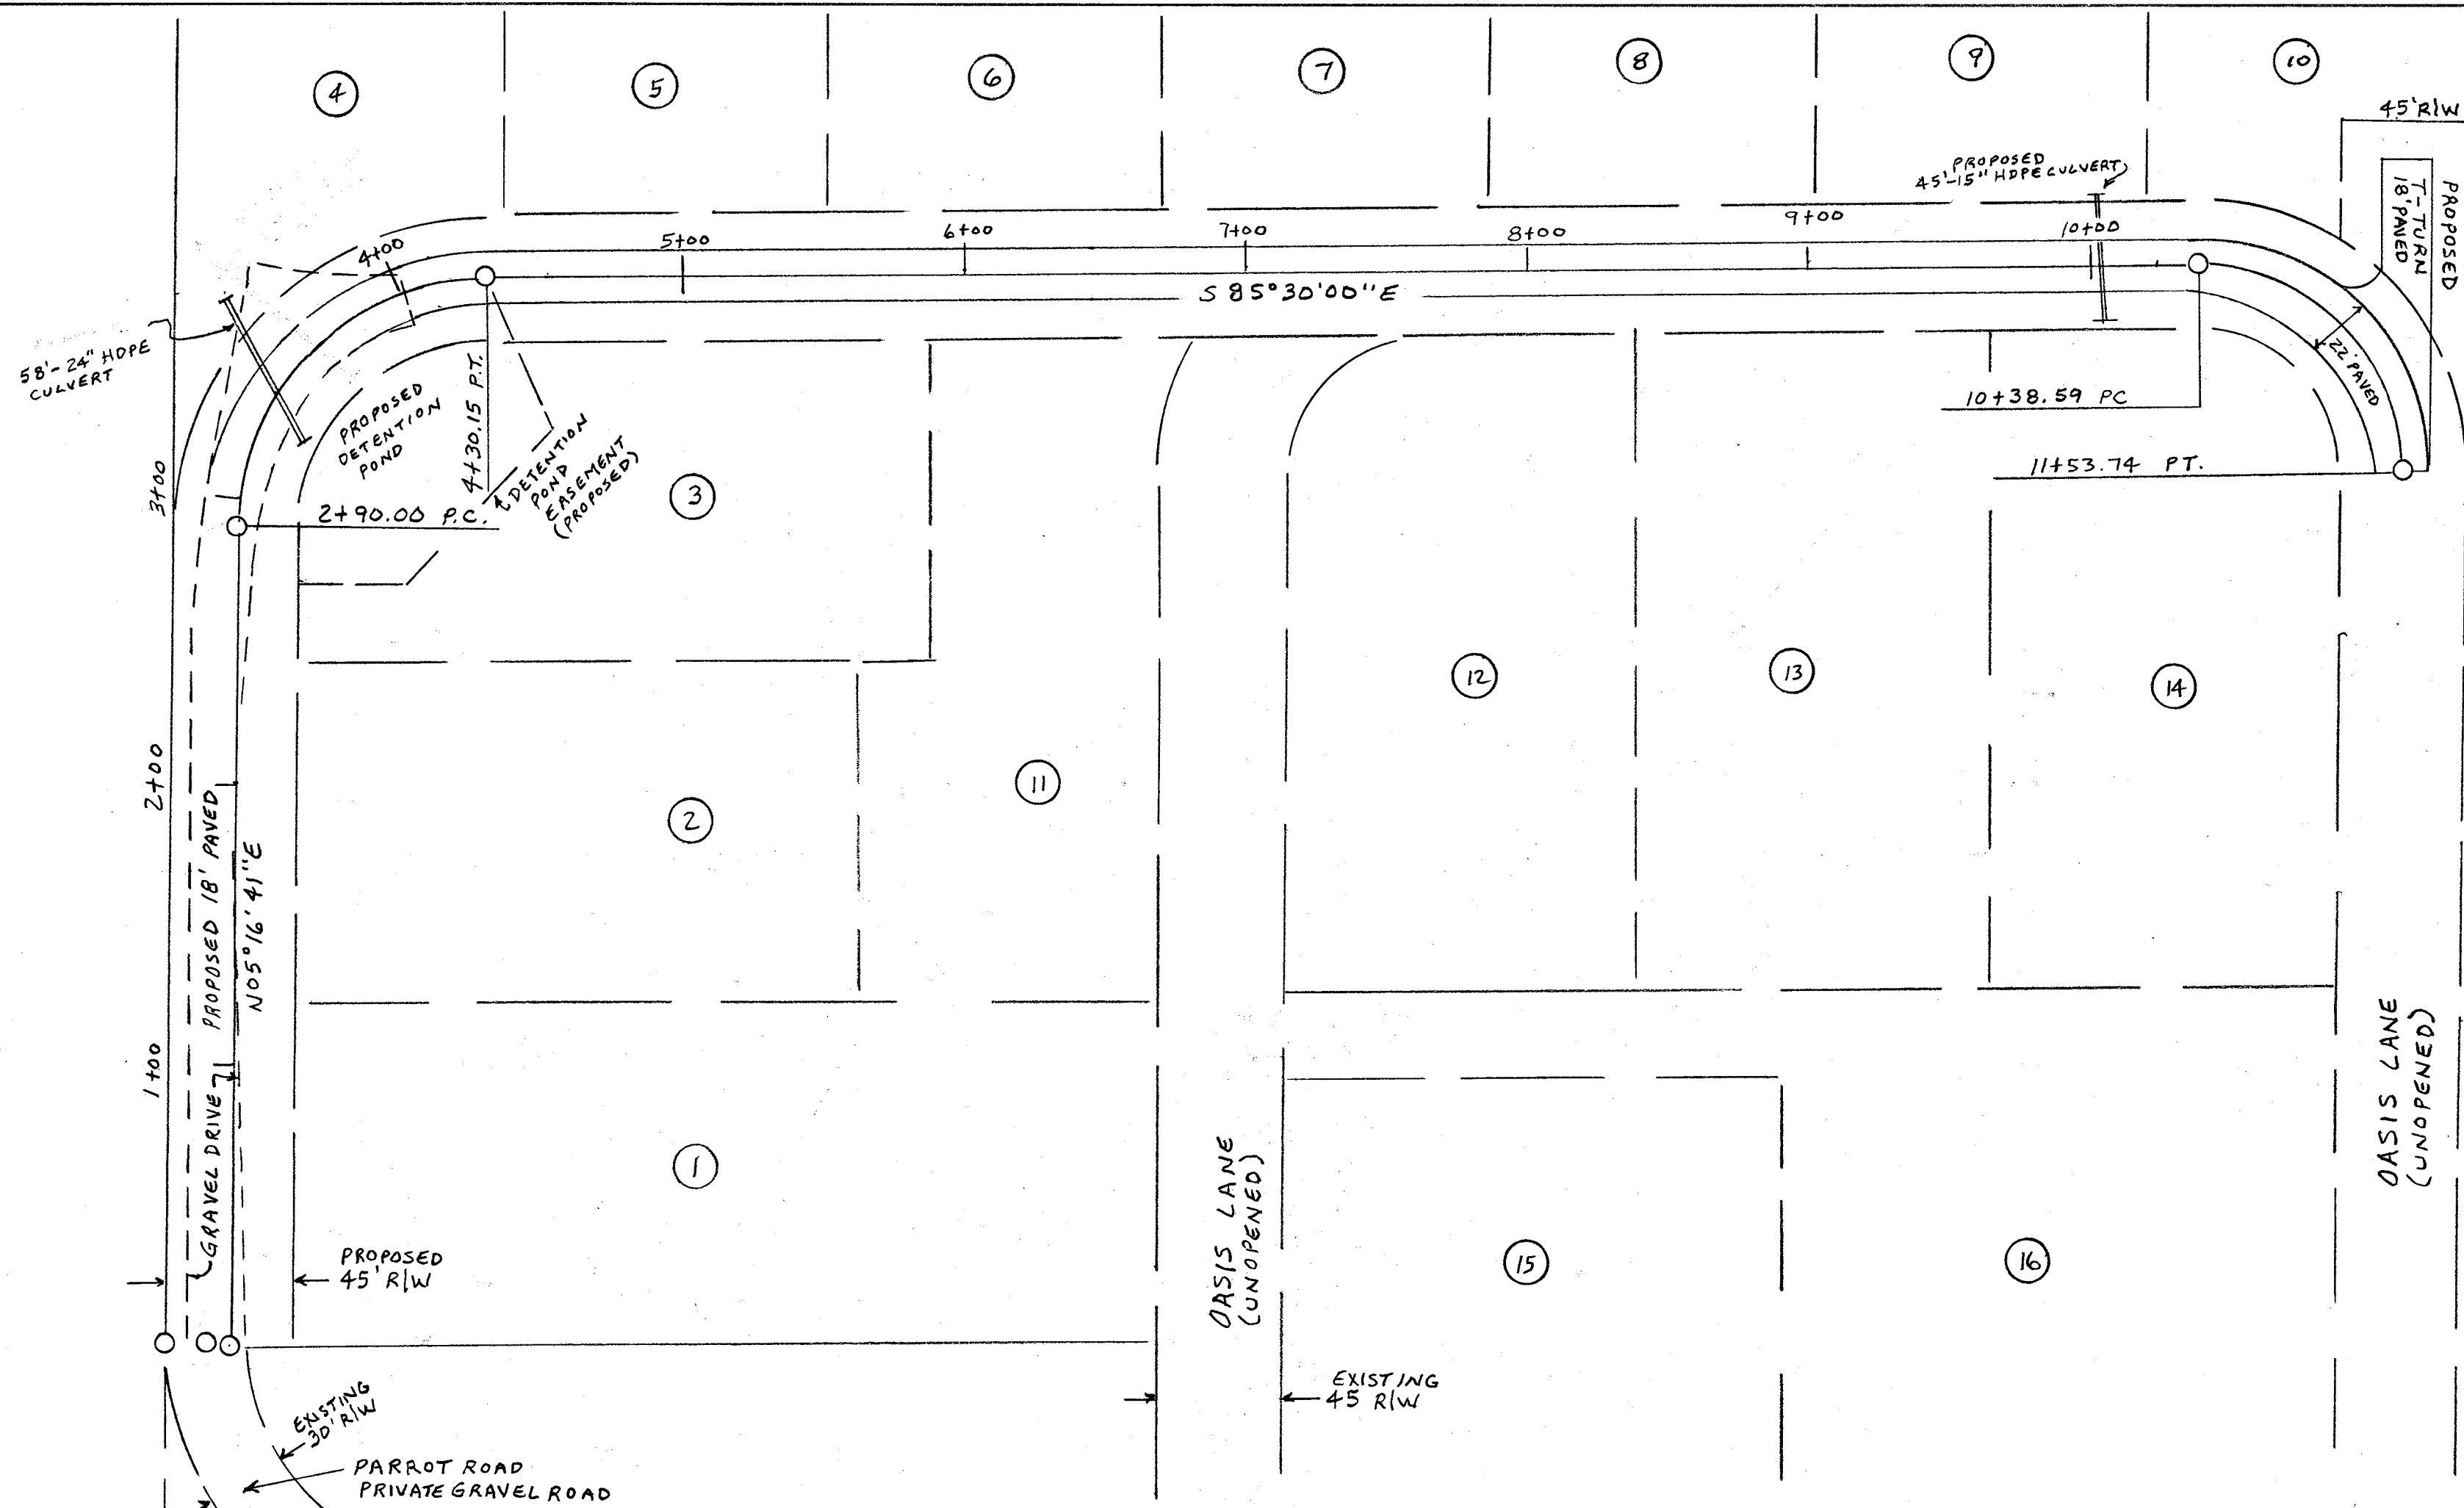 4
5
6
7
8
9
10
45'R/W
PROPOSED
T-TURN
18'PAVED
PROPOSED
45'-15" HDPE CULVERT
4+00
5+00
6+00
7+00
8+00
9+00
10+00
S 85°30'00"E
58'-24" HDPE
CULVERT
PROPOSED
DETENTION
POND
4+30.15 P.T.
DETENTION
POND
EASEMENT
(PROPOSED)
22' PAVED
10+38.59 PC
11+53.74 PT.
3+00
2+90.00 P.C.
3
12
13
14
2+00
11
2
PROPOSED 18' PAVED
N05°16'41"E
1+00
GRAVEL DRIVE
1
OASIS LANE
(UNOPENED)
OASIS LANE
(UNOPENED)
15
16
PROPOSED
45' R/W
EXISTING
30' R/W
EXISTING
45 R/W
PARROT ROAD
PRIVATE GRAVEL ROAD